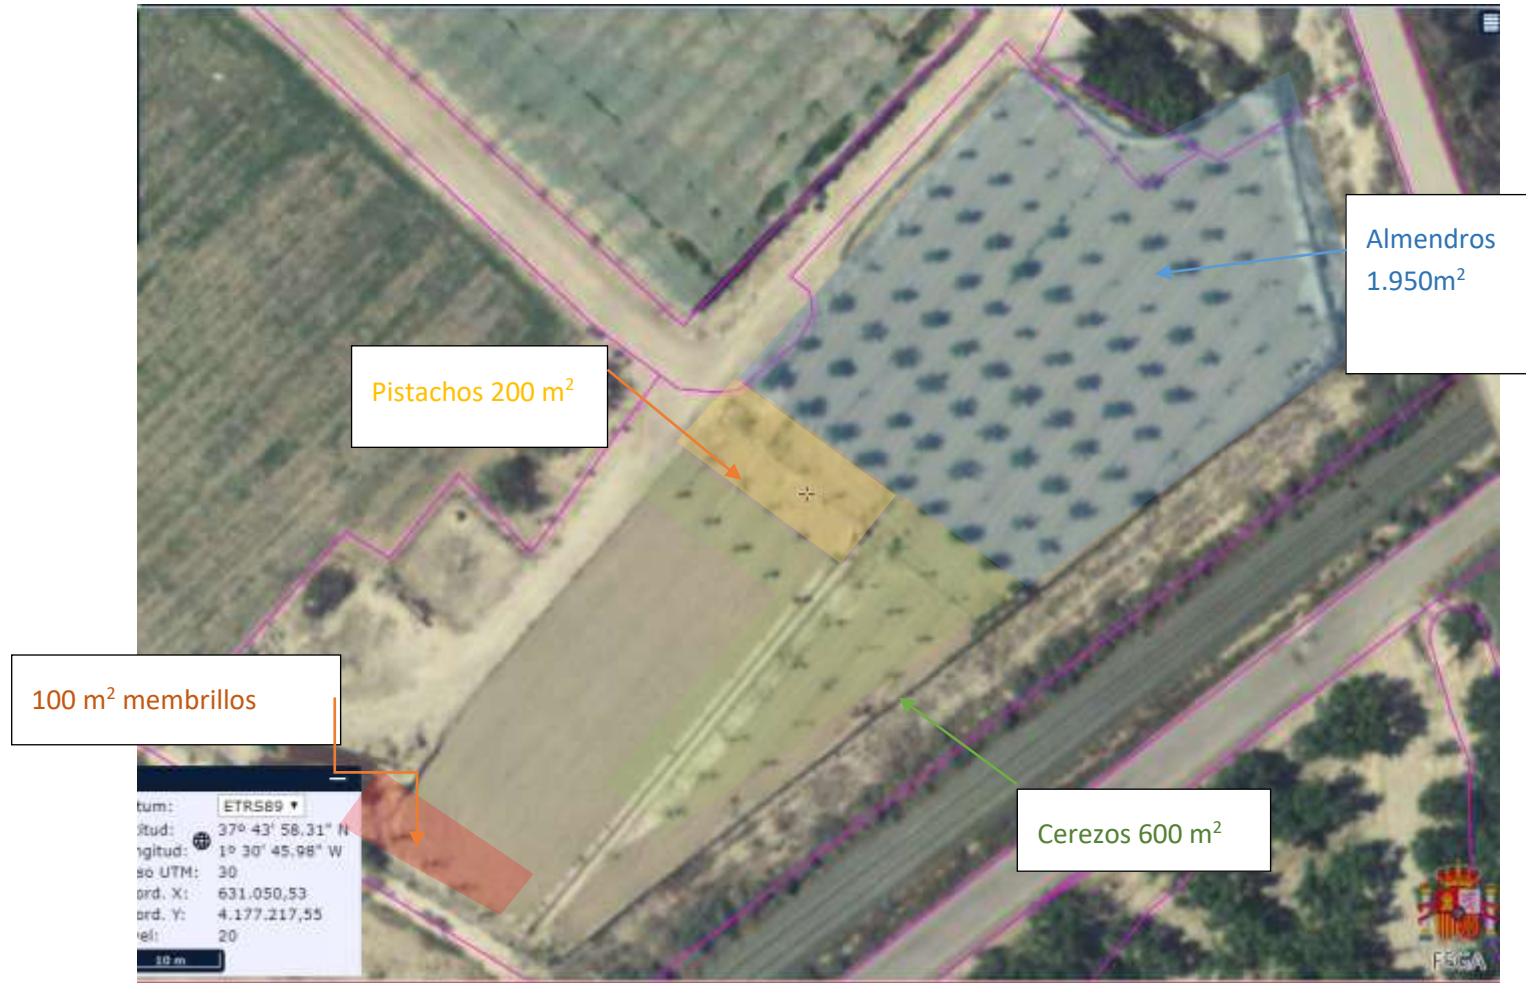 Almendros
1.950m²
Pistachos 200 m²
100 m² membrillos
Cerezos 600 m²
tum: ETRS89 ▼
itud: 37º 43' 58.31" N
ngitud: 1º 30' 45.98" W
so UTM: 30
ord. X: 631.050,53
ord. Y: 4.177.217,55
vel: 20
10 m
FEGA